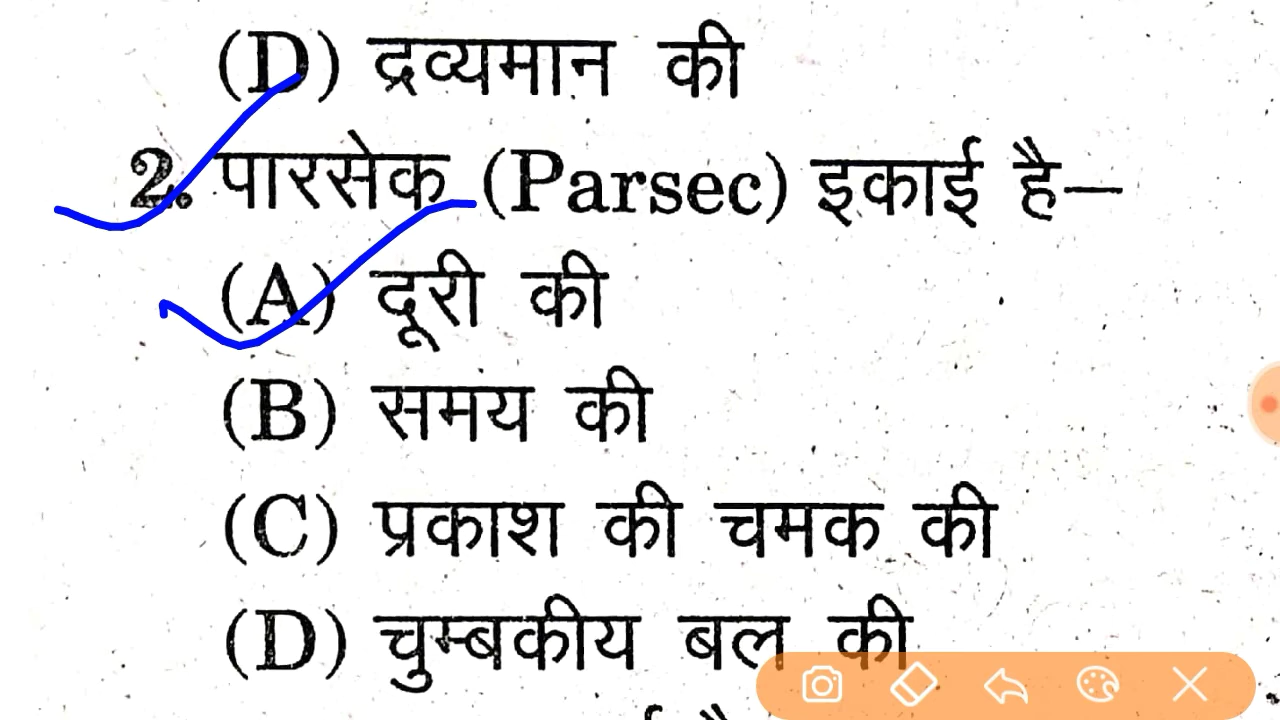 (D) द्रव्यमान की
2. पारसेक (Parsec) इकाई है—
(A) दूरी की
(B) समय की
(C) प्रकाश की चमक की
(D) चुम्बकीय बल की